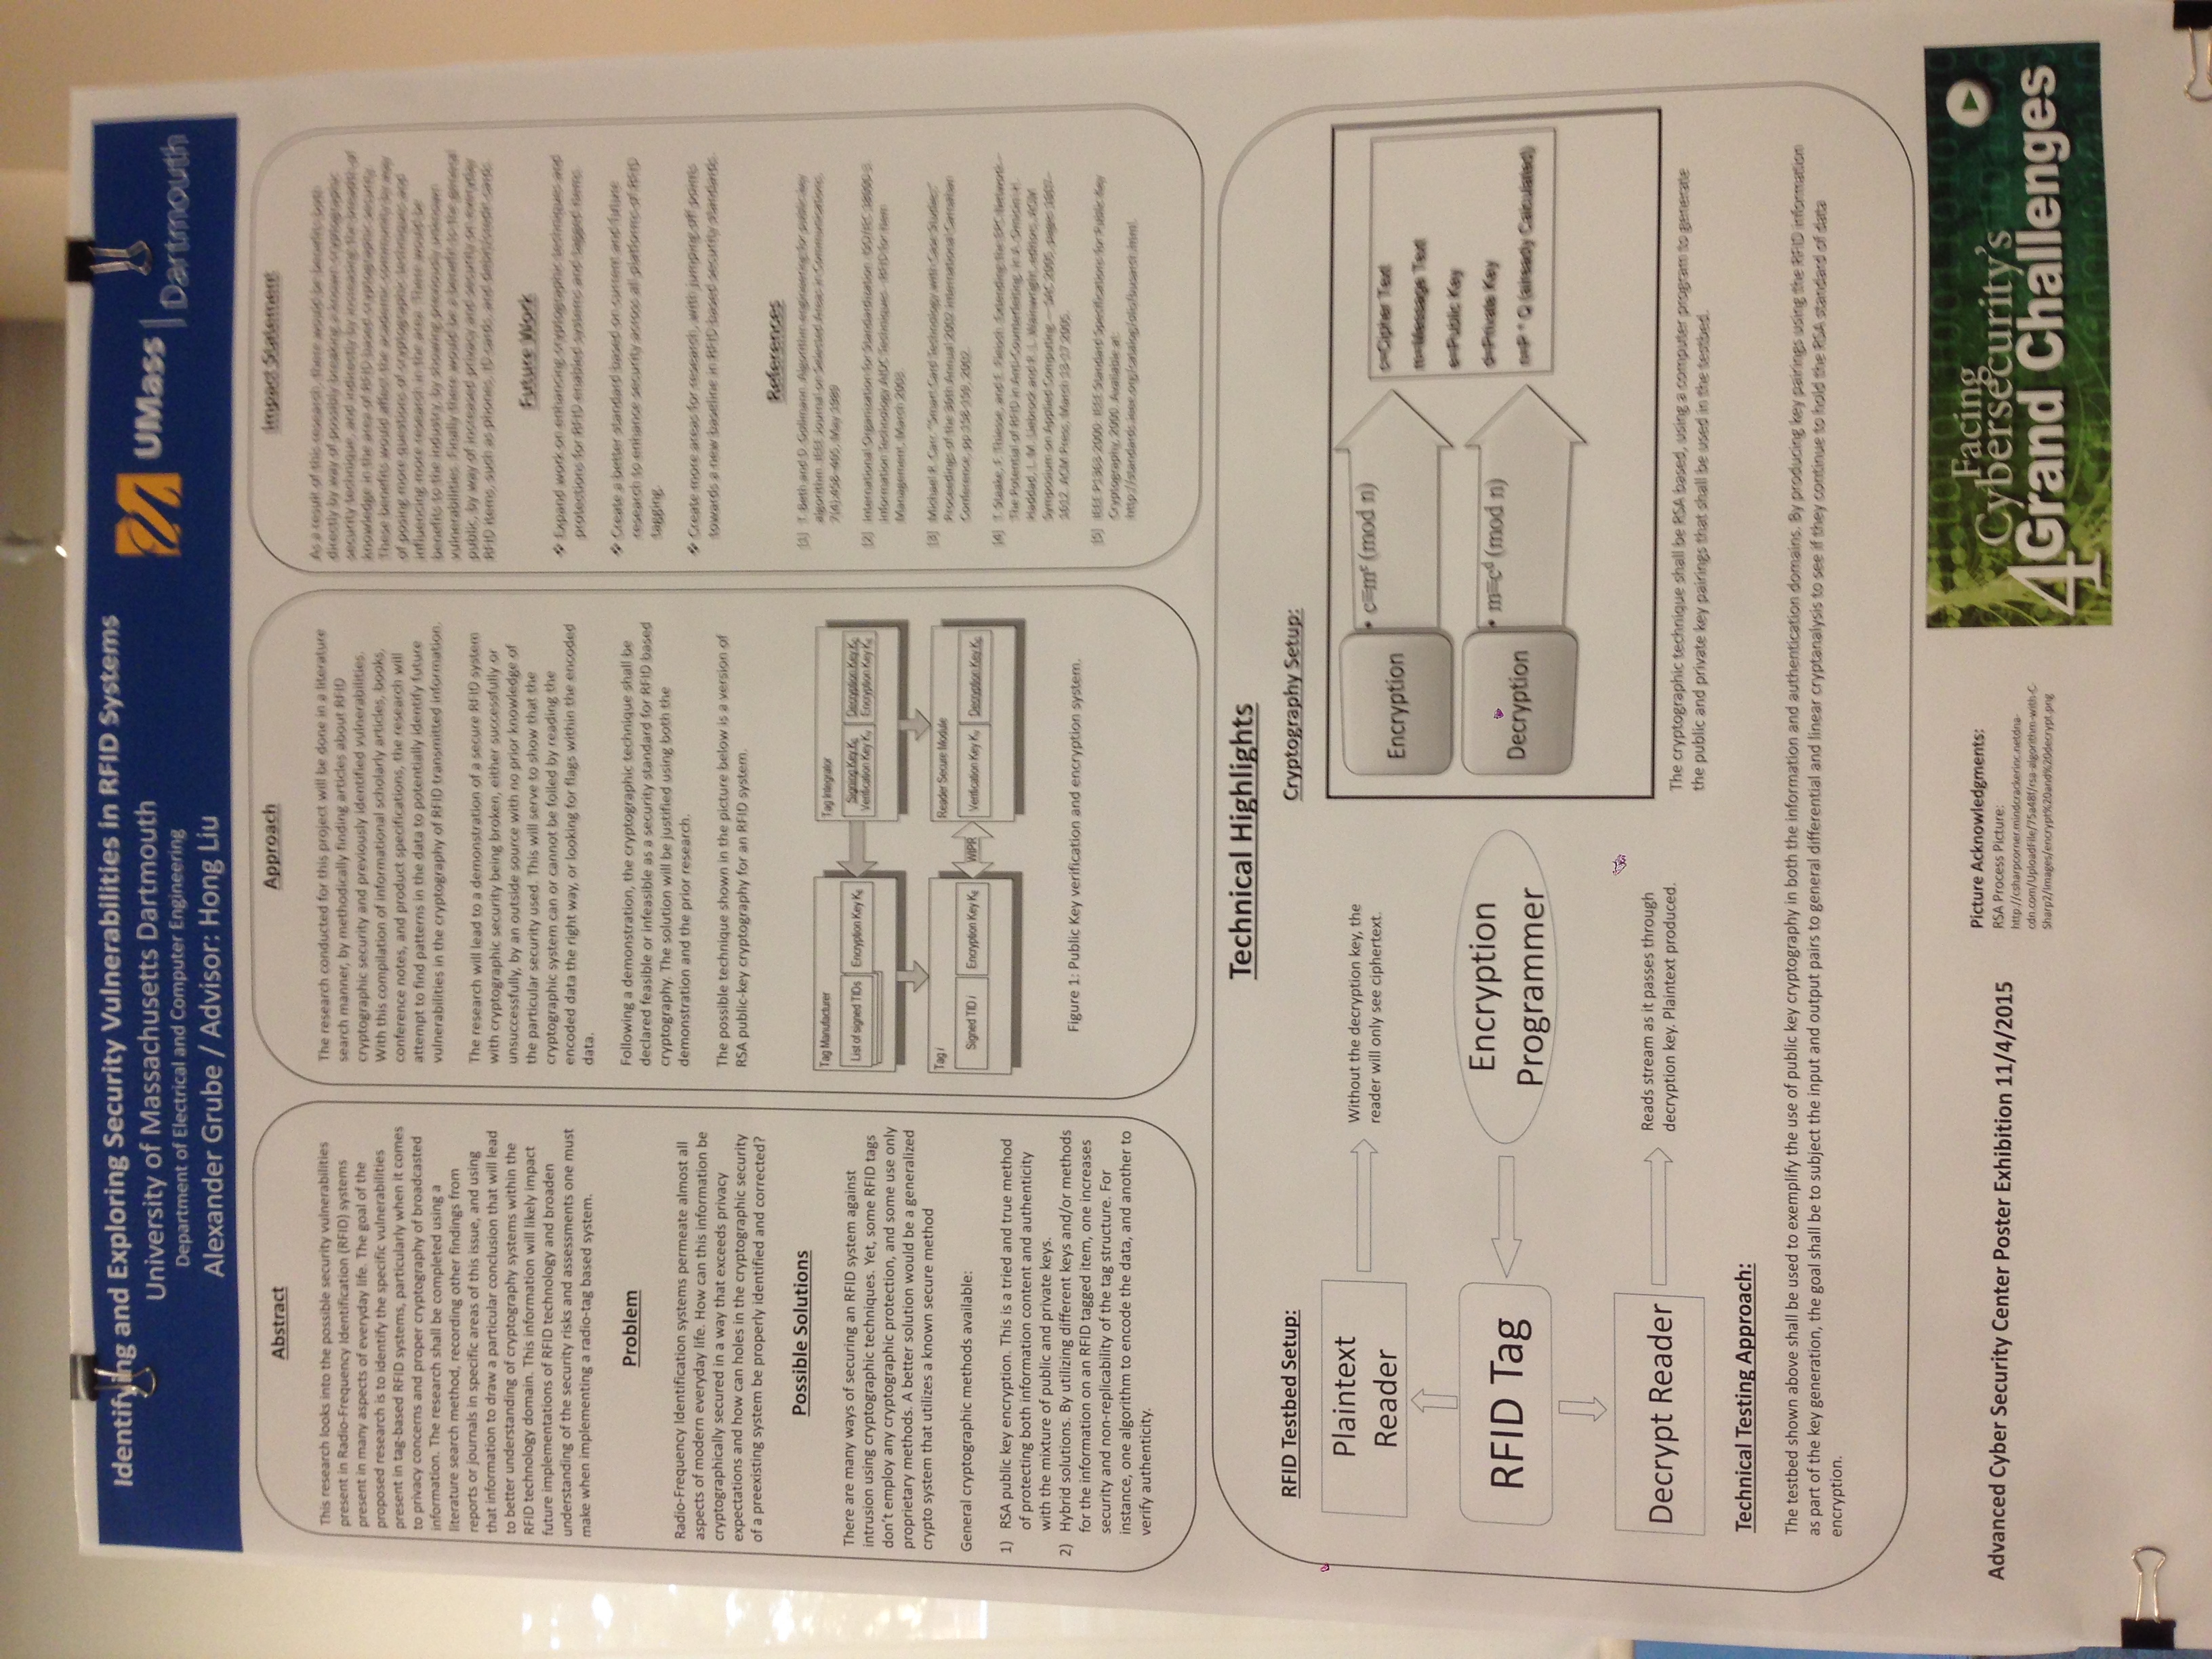 Identifying and Exploring Security Vulnerabilities in RFID Systems
University of Massachusetts Dartmouth
Department of Electrical and Computer Engineering
Alexander Grube / Advisor: Hong Liu
UMass | Dartmouth
Abstract
This research looks into the possible security vulnerabilities
present in Radio-Frequency Identification (RFID) systems
present in many aspects of everyday life. The goal of the
proposed research is to identify the specific vulnerabilities
present in tag-based RFID systems, particularly when it comes
to privacy concerns and proper cryptography of broadcasted
information. The research shall be completed using a
literature search method, recording other findings from
reports or journals in specific areas of this issue, and using
that information to draw a particular conclusion that will lead
to better understanding of cryptography systems within the
RFID technology domain. This information will likely impact
future implementations of RFID technology and broaden
understanding of the security risks and assessments one must
make when implementing a radio-tag based system.
Problem
Radio-Frequency Identification systems permeate almost all
aspects of modern everyday life. How can this information be
cryptographically secured in a way that exceeds privacy
expectations and how can holes in the cryptographic security
of a preexisting system be properly identified and corrected?
Possible Solutions
There are many ways of securing an RFID system against
intrusion using cryptographic techniques. Yet, some RFID tags
don't employ any cryptographic protection, and some use only
proprietary methods. A better solution would be a generalized
crypto system that utilizes a known secure method
General cryptographic methods available:
1) RSA public key encryption. This is a tried and true method
of protecting both information content and authenticity
with the mixture of public and private keys.
2) Hybrid solutions. By utilizing different keys and/or methods
for the information on an RFID tagged item, one increases
security and non-replicability of the tag structure. For
instance, one algorithm to encode the data, and another to
verify authenticity.
Approach
The research conducted for this project will be done in a literature
search manner, by methodically finding articles about RFID
cryptographic security and previously identified vulnerabilities.
With this compilation of informational scholarly articles, books,
conference notes, and product specifications, the research will
attempt to find patterns in the data to potentially identify future
vulnerabilities in the cryptography of RFID transmitted information.
The research will lead to a demonstration of a secure RFID system
with cryptographic security being broken, either successfully or
unsuccessfully, by an outside source with no prior knowledge of
the particular security used. This will serve to show that the
cryptographic system can or cannot be foiled by reading the
encoded data the right way, or looking for flags within the encoded
data.
Following a demonstration, the cryptographic technique shall be
declared feasible or infeasible as a security standard for RFID based
cryptography. The solution will be justified using both the
demonstration and the prior research.
The possible technique shown in the picture below is a version of
RSA public-key cryptography for an RFID system.
Tag Manufacturer
List of signed TIDs
Encryption Key K
Tag Integrator
Signing Key K
Verification Key K
Decryption Key K
Encryption Key K
Tag i
Signed TID i
Encryption Key K
WIPR
Reader Secure Module
Verification Key K
Decryption Key K
Figure 1: Public Key verification and encryption system.
Impact Statement
As a result of this research, there would be benefits both
directly by way of possibly breaking a known cryptographic
security technique, and indirectly by increasing the breadth of
knowledge in the area of RFID based cryptographic security.
These benefits would affect the academic community by way
of posing more questions of cryptographic techniques and
influencing more research in the area. There would be
benefits to the industry, by showing previously unknown
vulnerabilities. Finally there would be a benefit to the general
public, by way of increased privacy and security on everyday
RFID items, such as phones, ID cards, and debit/credit cards.
Future Work
❖ Expand work on enhancing cryptographic techniques and
protections for RFID enabled systems and tagged items.
❖ Create a better standard based on current and future
research to enhance security across all platforms of RFID
tagging.
❖ Create more areas for research, with jumping off points
towards a new baseline in RFID based security standards.
References
[1] T. Beth and D. Gollmann. Algorithm engineering for public key
algorithm. IEEE Journal on Selected Areas in Communications,
7(4):458–466, May 1989
[2] International Organization for Standardization
Information Technology AIDC Techniques - RFID for Item
Management, March 2003.
[3] Michael R. Carr. "Smart Card Technology with Case Studies,"
Proceedings of the 36th Annual 2002 International Carnahan
Conference, pp 158-159, 2002.
[4] T. Staake, F. Thiesse, and E. Fleisch. Extending the EPC Network—
The Potential of RFID in Anti-Counterfeiting. In
Haddad, L. M. Liebrock and R. L. Wainwright, editors, ACM
Symposium on Applied Computing — SAC 2005, pages 1607–
1612. ACM Press, March 13-17 2005.
[5] IEEE P1363-2000: IEEE Standard Specifications for Public Key
Cryptography, 2000. Available at:
Technical Highlights
RFID Testbed Setup:
Plaintext
Reader
Without the decryption key, the
reader will only see ciphertext.
RFID Tag
Encryption
Programmer
Decrypt Reader
Reads stream as it passes through
decryption key. Plaintext produced.
Cryptography Setup:
Encryption
• c≡mᵉ (mod n)
Decryption
• m≡cᵈ (mod n)
c=Cipher Text
m=Message Text
e=Public Key
d=Private Key
n=P * Q (already Calculated)
The cryptographic technique shall be RSA based, using a computer program to generate
the public and private key pairings that shall be used in the testbed.
Technical Testing Approach:
The testbed shown above shall be used to exemplify the use of public key cryptography in both the information and authentication domains. By producing key pairings using the RFID information
as part of the key generation, the goal shall be to subject the input and output pairs to general differential and linear cryptanalysis to see if they continue to hold the RSA standard of data
encryption.
Advanced Cyber Security Center Poster Exhibition 11/4/2015
Picture Acknowledgments:
RSA Process Picture:
http://csharpcorner.mindcrackerinc.netdna-
cdn.com/UploadFile/75a48f/rsa-algorithm-with-C-
Sharp2/Images/encrypt%20and%20decrypt.png
Facing
Cybersecurity's
4 Grand Challenges